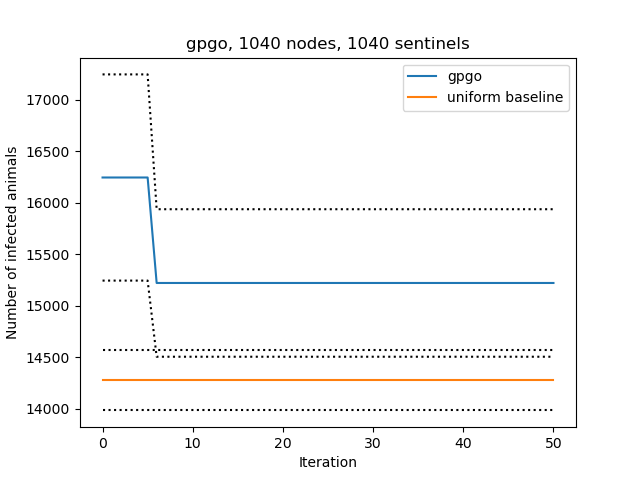 gpgo, 1040 nodes, 1040 sentinels
gpgo
uniform baseline
Number of infected animals
17000
16500
16000
15500
15000
14500
14000
0 10 20 30 40 50
Iteration